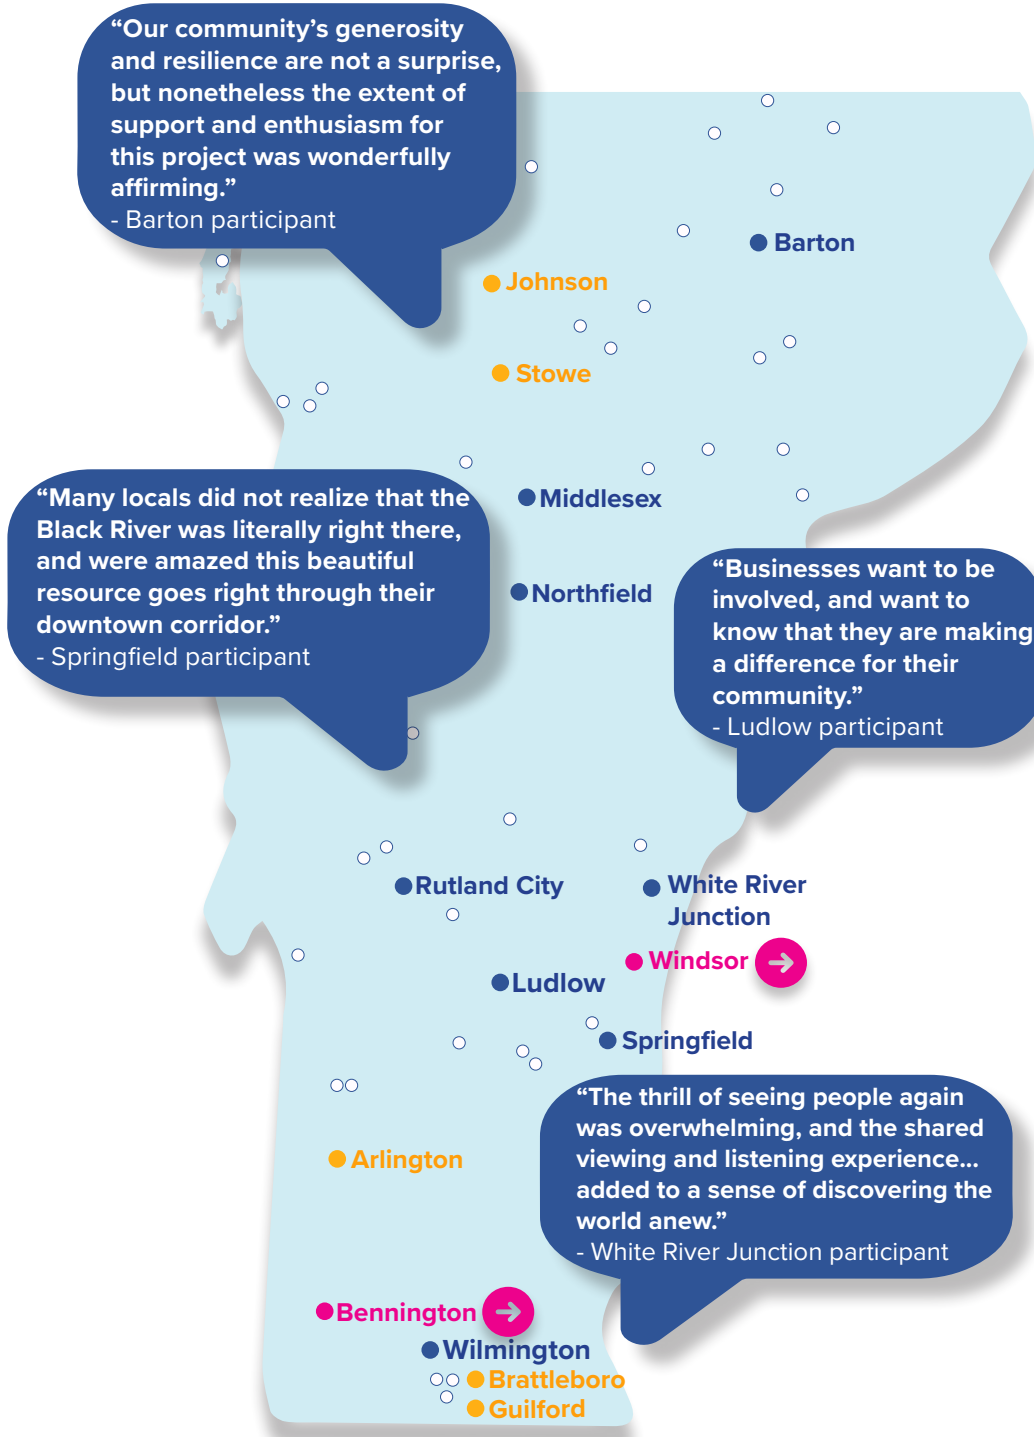 “Our community’s generosity
and resilience are not a surprise,
but nonetheless the extent of
support and enthusiasm for
this project was wonderfully
affirming.”
- Barton participant
Barton
Johnson
Stowe
“Many locals did not realize that the
Black River was literally right there,
and were amazed this beautiful
resource goes right through their
downtown corridor.”
- Springfield participant
Middlesex
Northfield
“Businesses want to be
involved, and want to
know that they are making
a difference for their
community.”
- Ludlow participant
Rutland City
White River
Junction
Windsor
Ludlow
Springfield
“The thrill of seeing people again
was overwhelming, and the shared
viewing and listening experience...
added to a sense of discovering the
world anew.”
- White River Junction participant
Arlington
Bennington
Wilmington
Brattleboro
Guilford